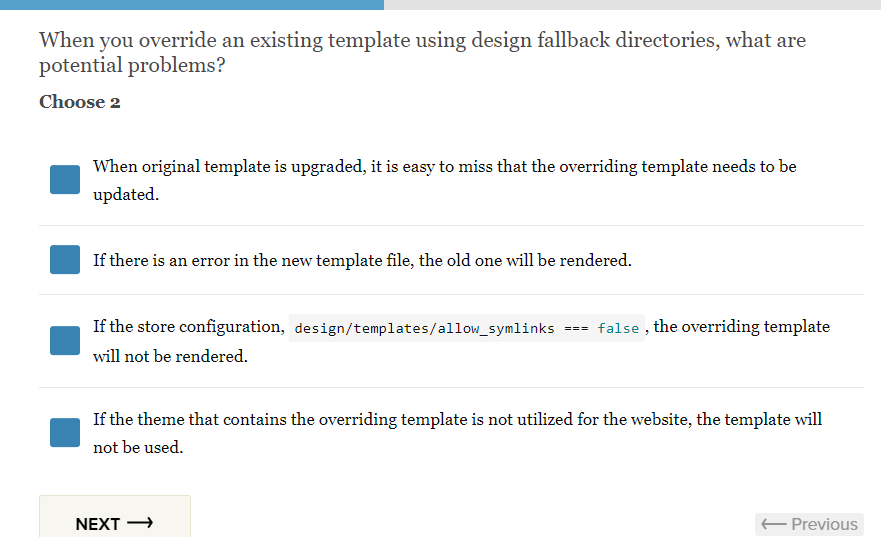 When you override an existing template using design fallback directories, what are
potential problems?
Choose 2
When original template is upgraded, it is easy to miss that the overriding template needs to be
updated.
If there is an error in the new template file, the old one will be rendered.
If the store configuration, design/templates/allow_symlinks === false , the overriding template
will not be rendered.
If the theme that contains the overriding template is not utilized for the website, the template will
not be used.
NEXT ⟶
⟵ Previous